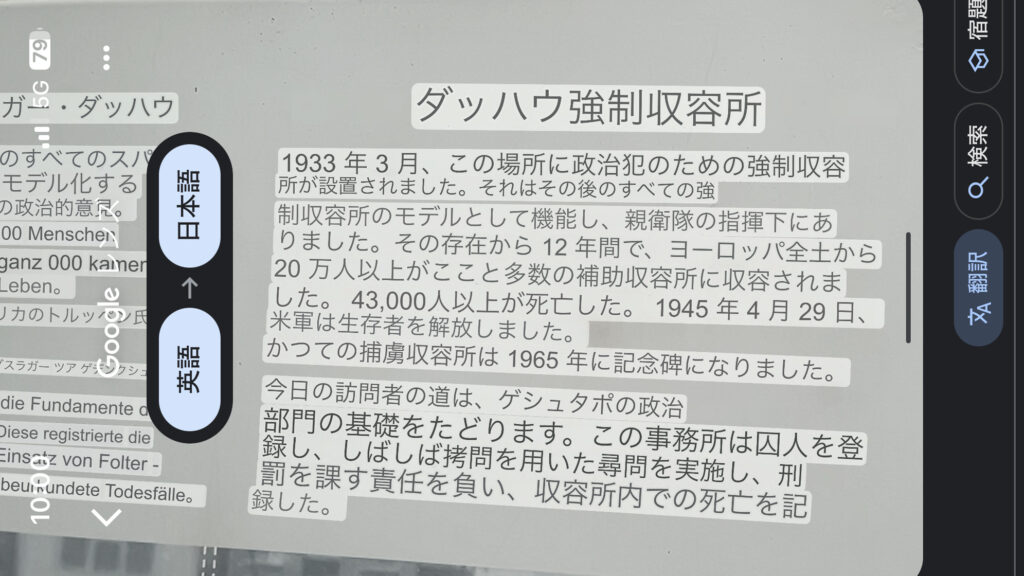 ガー・ダッハウ
のすべてのスパ
モデル化する
の政治的意見。
00 Menschen
ganz 000 kamen
Leben。
リカのトルッペン氏
die Fundamente d
Diese registrierte die
Einsatz von Folter -
beurkundete Todesfälle。
ダッハウ強制収容所
1933 年 3 月、この場所に政治犯のための強制収容
所が設置されました。それはその後のすべての強
制収容所のモデルとして機能し、親衛隊の指揮下にあ
りました。その存在から 12 年間で、ヨーロッパ全土から
20 万人以上がここと多数の補助収容所に収容されま
した。 43,000人以上が死亡した。 1945 年 4 月 29 日、
米軍は生存者を解放しました。
かつての捕虜収容所は 1965 年に記念碑になりました。
今日の訪問者の道は、ゲシュタポの政治
部門の基礎をたどります。この事務所は囚人を登
録し、しばしば拷問を用いた尋問を実施し、刑
罰を課す責任を負い、収容所内での死亡を記
録した。
10:00
5G 79
Google レンズ
英語 → 日本語
翻訳
検索
宿題